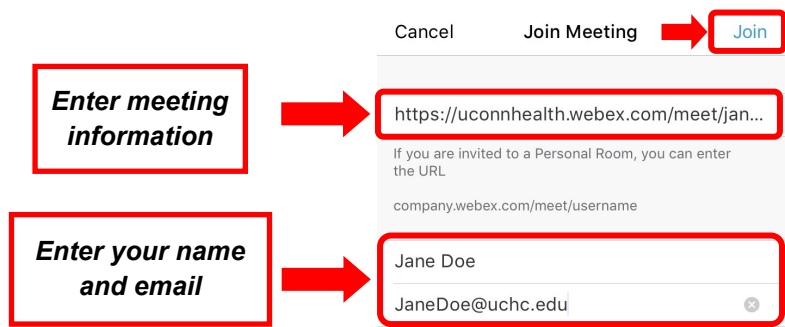 Cancel
Join Meeting
Join
Enter meeting
information
https://uconnhealth.webex.com/meet/jan...
If you are invited to a Personal Room, you can enter
the URL
company.webex.com/meet/username
Enter your name
and email
Jane Doe
JaneDoe@uchc.edu